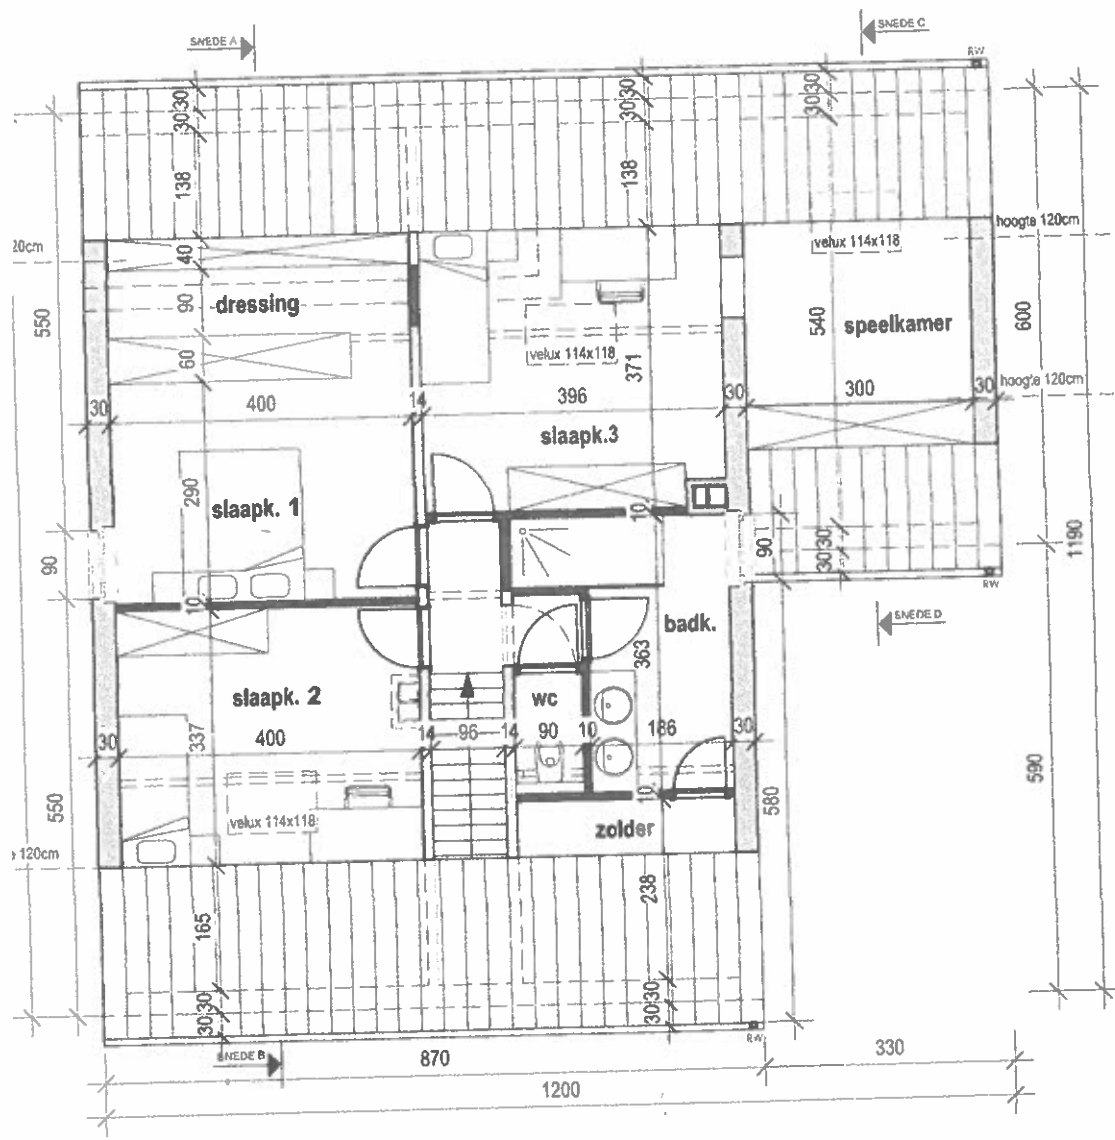 SNEDE A
SNEDE C
RW
30
30
30
30
30
30
138
138
hoogte 120cm
20cm
40
velux 114x118
90
dressing
550
540
speelkamer
600
60
velux 114x118
371
hoogte 120cm
30
400
14
396
30
300
30
slaapk.3
290
slaapk. 1
10
90
90
30
30
1190
RW
10
SNEDE D
badk.
363
slaapk. 2
wc
337
30
400
14
96
14
90
10
186
30
590
550
velux 114x118
10
580
zolder
120cm
165
238
30
30
30
30
RW
SNEDE B
870
330
1200